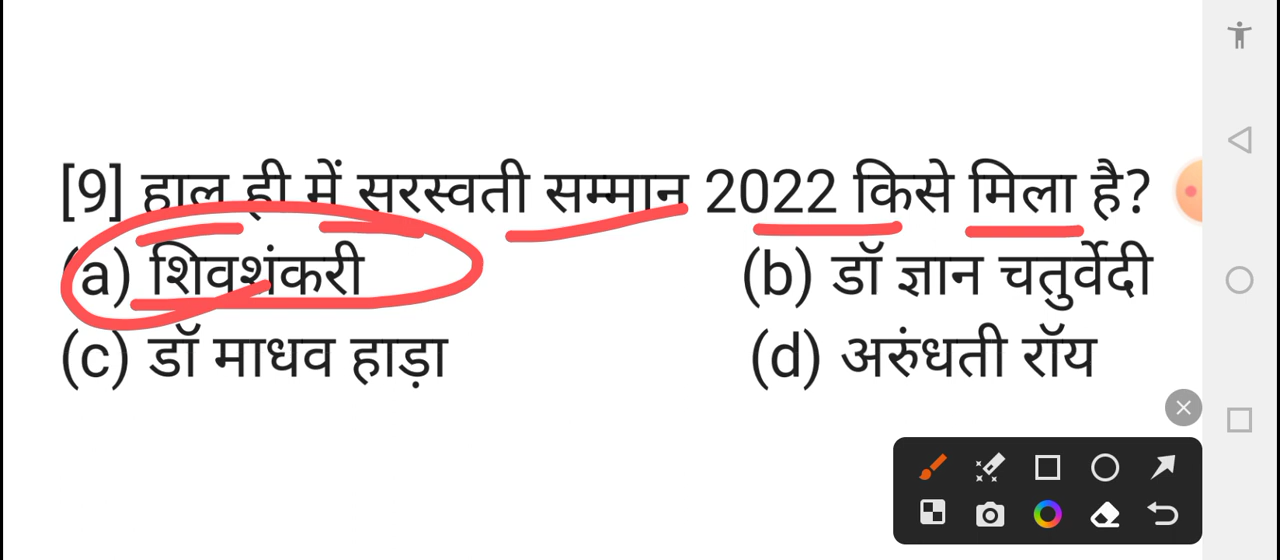 [9] हाल ही में सरस्वती सम्मान 2022 किसे मिला है?
(a) शिवशंकरी (b) डॉ ज्ञान चतुर्वेदी
(c) डॉ माधव हाड़ा (d) अरुंधती रॉय